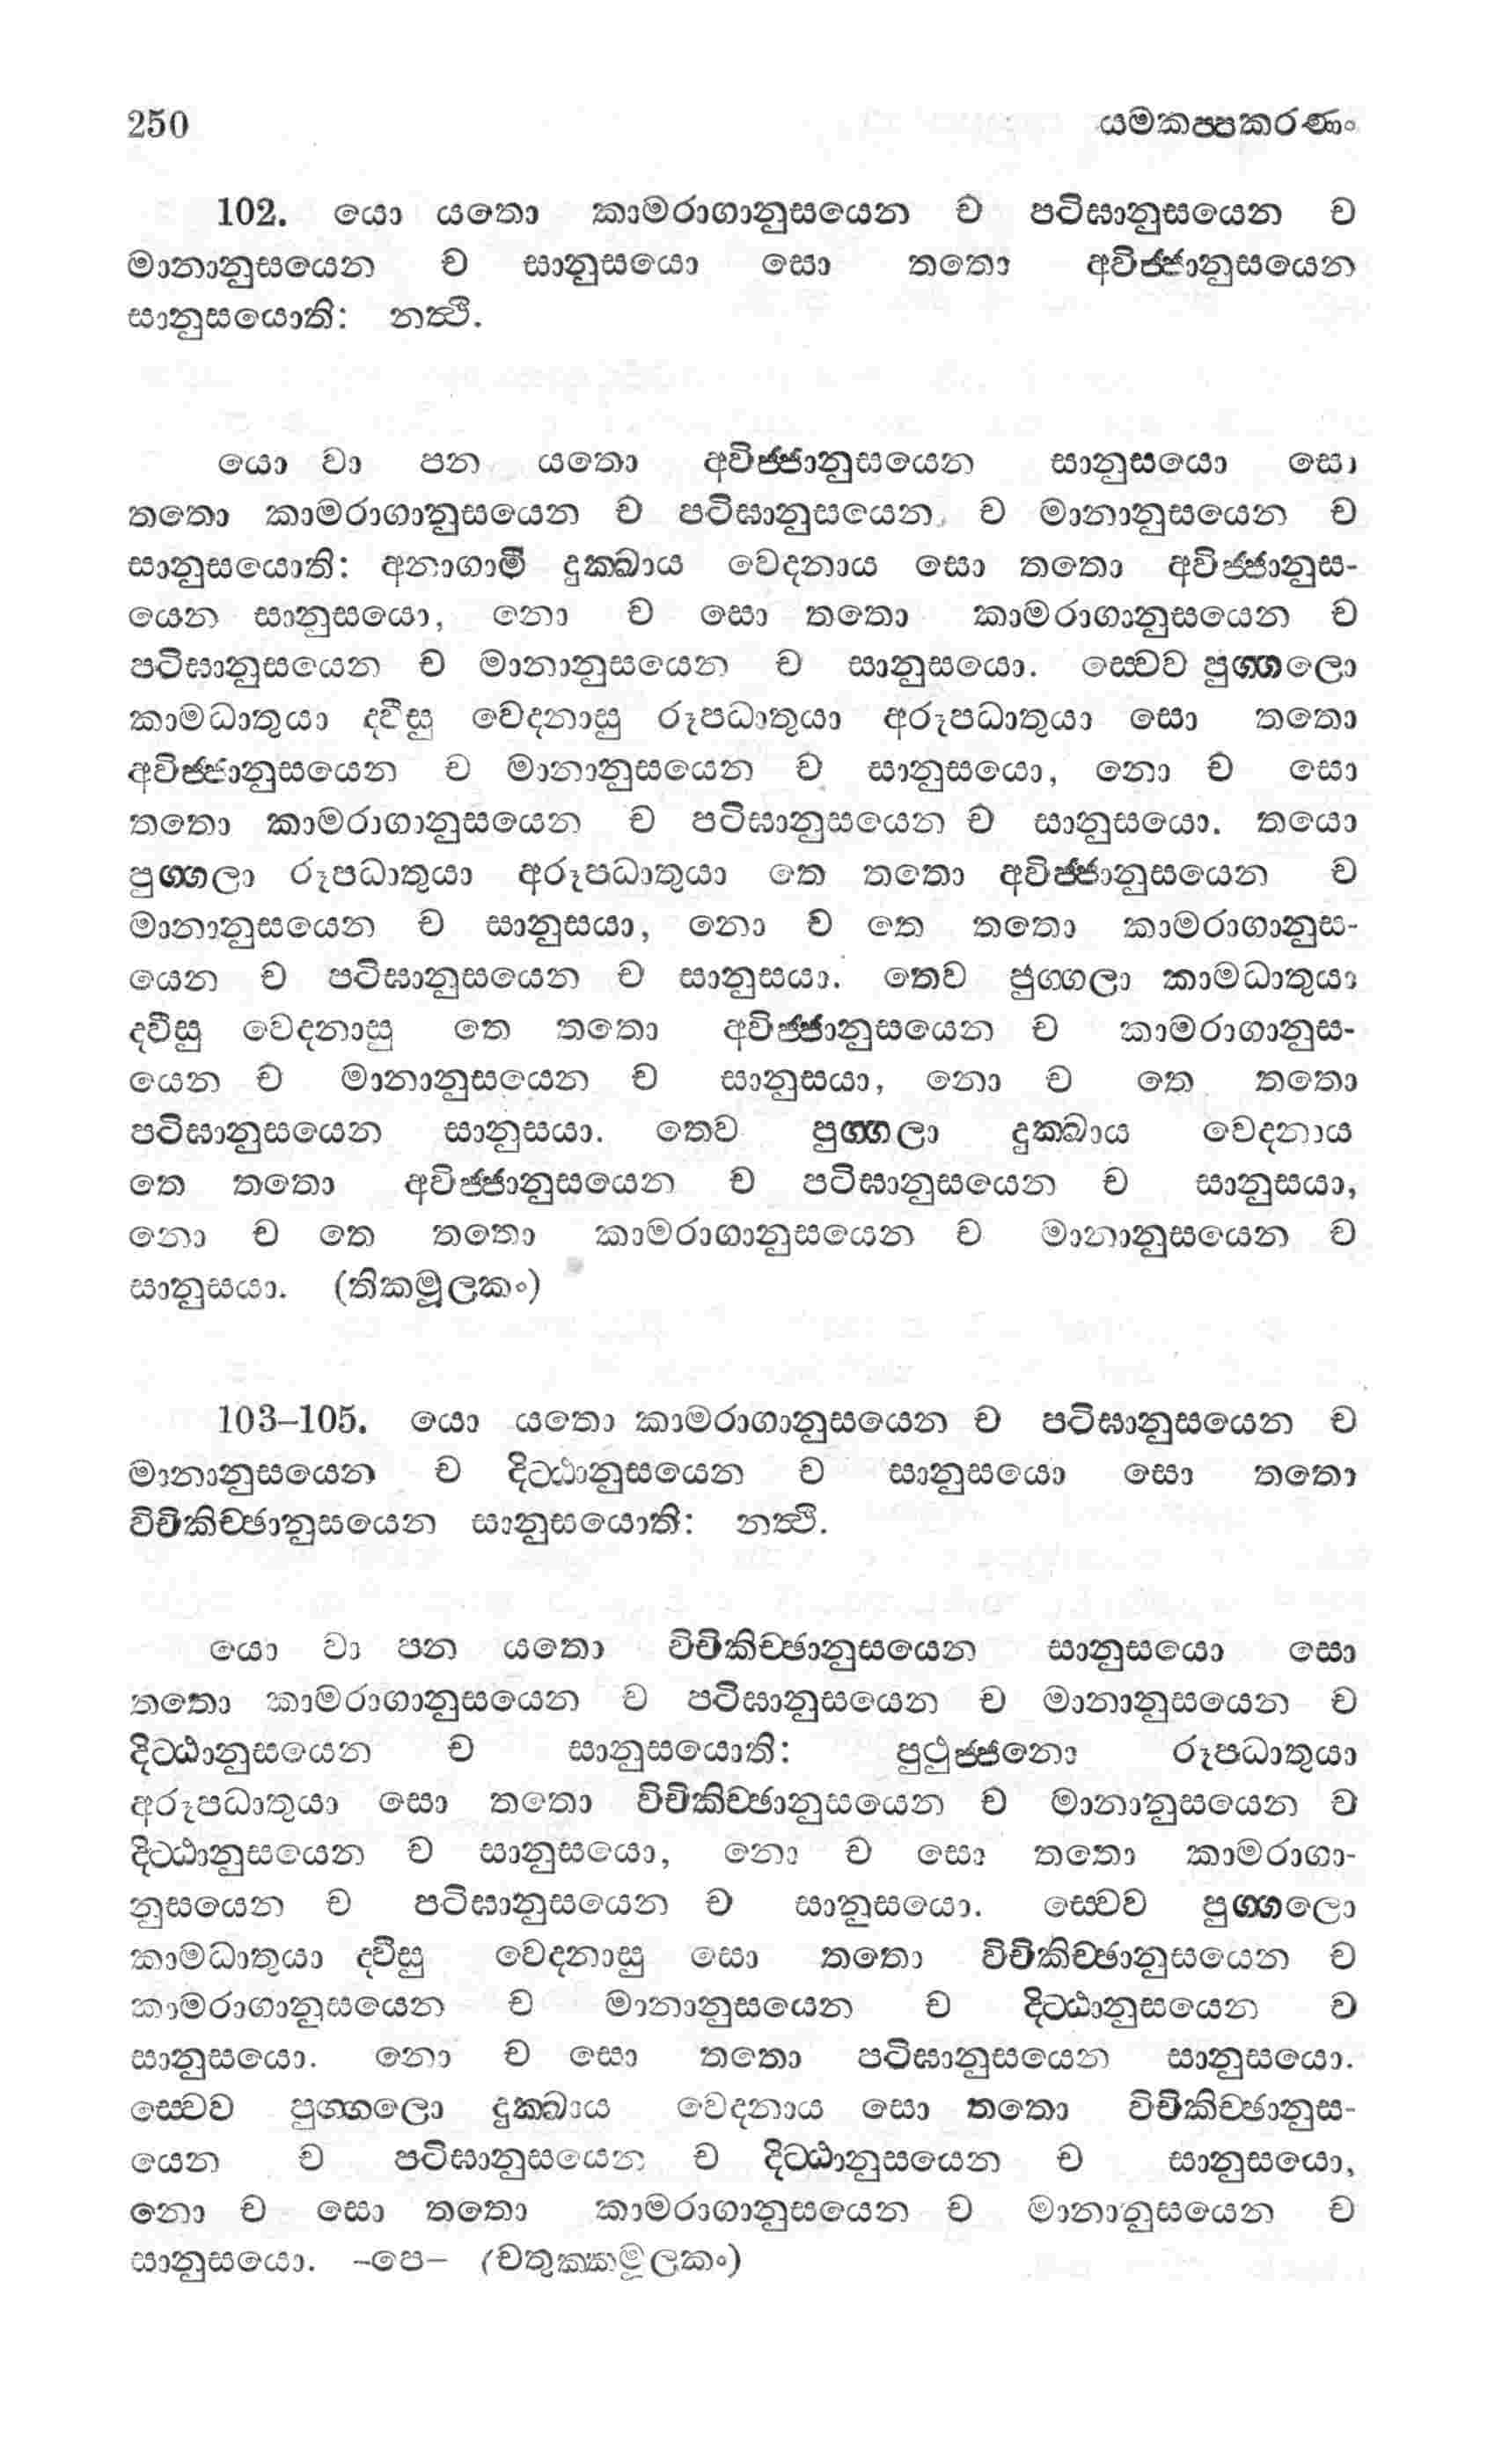 250 යමකප්පකරණං
102. යො යතො කාමරාගානුසයෙන ච පටිඝානුසයෙන ච
මානානුසයෙන ච සානුසයො සො තතො අවිජ්ජානුසයෙන
සානුසයොති: නත්ථි.
යො වා පන යතො අවිජ්ජානුසයෙන සානුසයො සො
තතො කාමරාගානුසයෙන ච පටිඝානුසයෙන ච මානානුසයෙන ච
සානුසයොති: අනාගාමී දුක්ඛාය වෙදනාය සො තතො අවිජ්ජානුස-
යෙන සානුසයො, නො ච සො තතො කාමරාගානුසයෙන ච
පටිඝානුසයෙන ච මානානුසයෙන ච සානුසයො. ස්වෙව පුග්ගලො
කාමධාතුයා ද්වීසු වෙදනාසු රූපධාතුයා අරූපධාතුයා සො තතො
අවිජ්ජානුසයෙන ච මානානුසයෙන ච සානුසයො, නො ච සො
තතො කාමරාගානුසයෙන ච පටිඝානුසයෙන ච සානුසයො. තයො
පුග්ගලා රූපධාතුයා අරූපධාතුයා තෙ තතො අවිජ්ජානුසයෙන ච
මානානුසයෙන ච සානුසයා, නො ච තෙ තතො කාමරාගානුස-
යෙන ච පටිඝානුසයෙන ච සානුසයා. තෙව පුග්ගලා කාමධාතුයා
ද්වීසු වෙදනාසු තෙ තතො අවිජ්ජානුසයෙන ච කාමරාගානුස-
යෙන ච මානානුසයෙන ච සානුසයා, නො ච තෙ තතො
පටිඝානුසයෙන සානුසයා. තෙව පුග්ගලා දුක්ඛාය වෙදනාය
තෙ තතො අවිජ්ජානුසයෙන ච පටිඝානුසයෙන ච සානුසයා,
නො ච තෙ තතො කාමරාගානුසයෙන ච මානානුසයෙන ච
සානුසයා. (තිකමූලකං)
103–105. යො යතො කාමරාගානුසයෙන ච පටිඝානුසයෙන ච
මානානුසයෙන ච දිට්ඨානුසයෙන ච සානුසයො සො තතො
විචිකිච්ඡානුසයෙන සානුසයොති: නත්ථි.
යො වා පන යතො විචිකිච්ඡානුසයෙන සානුසයො සො
තතො කාමරාගානුසයෙන ච පටිඝානුසයෙන ච මානානුසයෙන ච
දිට්ඨානුසයෙන ච සානුසයොති: පුථුජ්ජනො රූපධාතුයා
අරූපධාතුයා සො තතො විචිකිච්ඡානුසයෙන ච මානානුසයෙන ච
දිට්ඨානුසයෙන ච සානුසයො, නො ච සො තතො කාමරාගා-
නුසයෙන ච පටිඝානුසයෙන ච සානුසයො. ස්වෙව පුග්ගලො
කාමධාතුයා ද්වීසු වෙදනාසු සො තතො විචිකිච්ඡානුසයෙන ච
කාමරාගානුසයෙන ච මානානුසයෙන ච දිට්ඨානුසයෙන ච
සානුසයො. නො ච සො තතො පටිඝානුසයෙන සානුසයො.
ස්වෙව පුග්ගලො දුක්ඛාය වෙදනාය සො තතො විචිකිච්ඡානුස-
යෙන ච පටිඝානුසයෙන ච දිට්ඨානුසයෙන ච සානුසයො,
නො ච සො තතො කාමරාගානුසයෙන ච මානානුසයෙන ච
සානුසයො. –පෙ– (චතුක්කමූලකං)